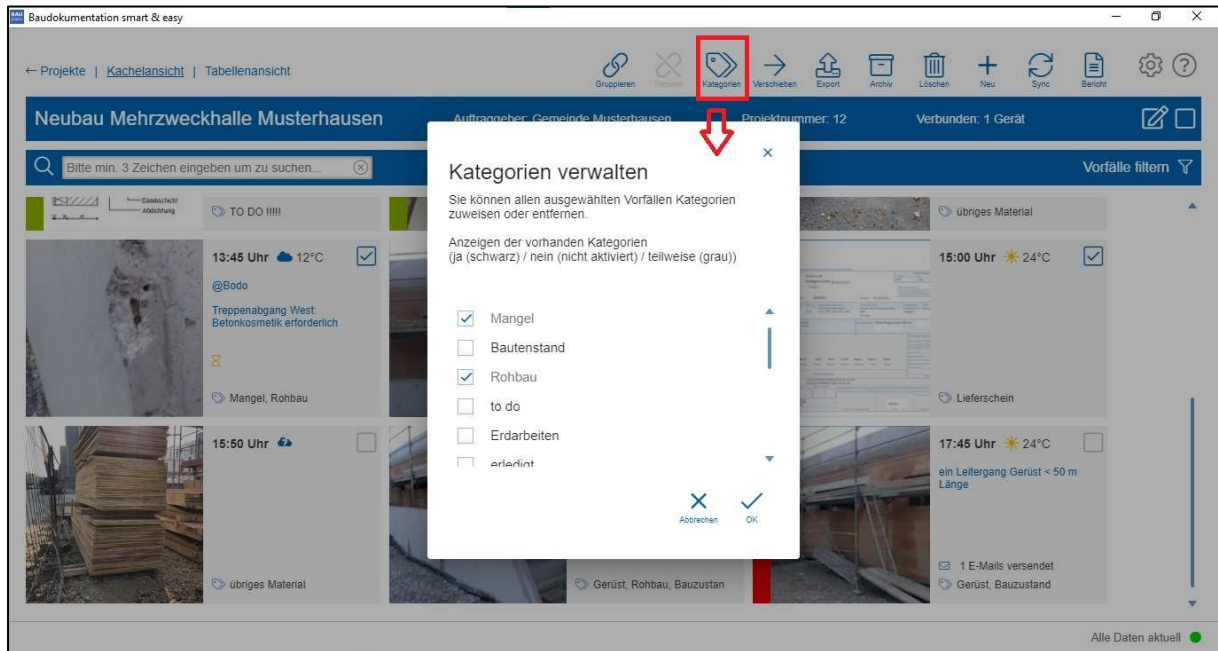 BAU
Baudokumentation smart & easy
← Projekte | Kachelansicht | Tabellenansicht
Gruppieren
Kategorien
Verschieben
Export
Archiv
Löschen
Neu
Sync
Bericht
Neubau Mehrzweckhalle Musterhausen
Auftraggeber: Gemeinde Musterhausen
Projektnummer: 12
Verbunden: 1 Gerät
Bitte min. 3 Zeichen eingeben um zu suchen...
Vorfälle filtern
Abdichtung
TO DO !!!!!
übriges Material
13:45 Uhr 12°C
@Bodo
Treppenabgang West:
Betonkosmetik erforderlich
Mangel, Rohbau
15:00 Uhr 24°C
Lieferschein
15:50 Uhr
übriges Material
Gerüst, Rohbau, Bauzustan
17:45 Uhr 24°C
ein Leitergang Gerüst < 50 m
Länge
1 E-Mails versendet
Gerüst, Bauzustand
Kategorien verwalten
Sie können allen ausgewählten Vorfällen Kategorien
zuweisen oder entfernen.
Anzeigen der vorhanden Kategorien
(ja (schwarz) / nein (nicht aktiviert) / teilweise (grau))
Mangel
Bautenstand
Rohbau
to do
Erdarbeiten
erledigt
Abbrechen
OK
Alle Daten aktuell